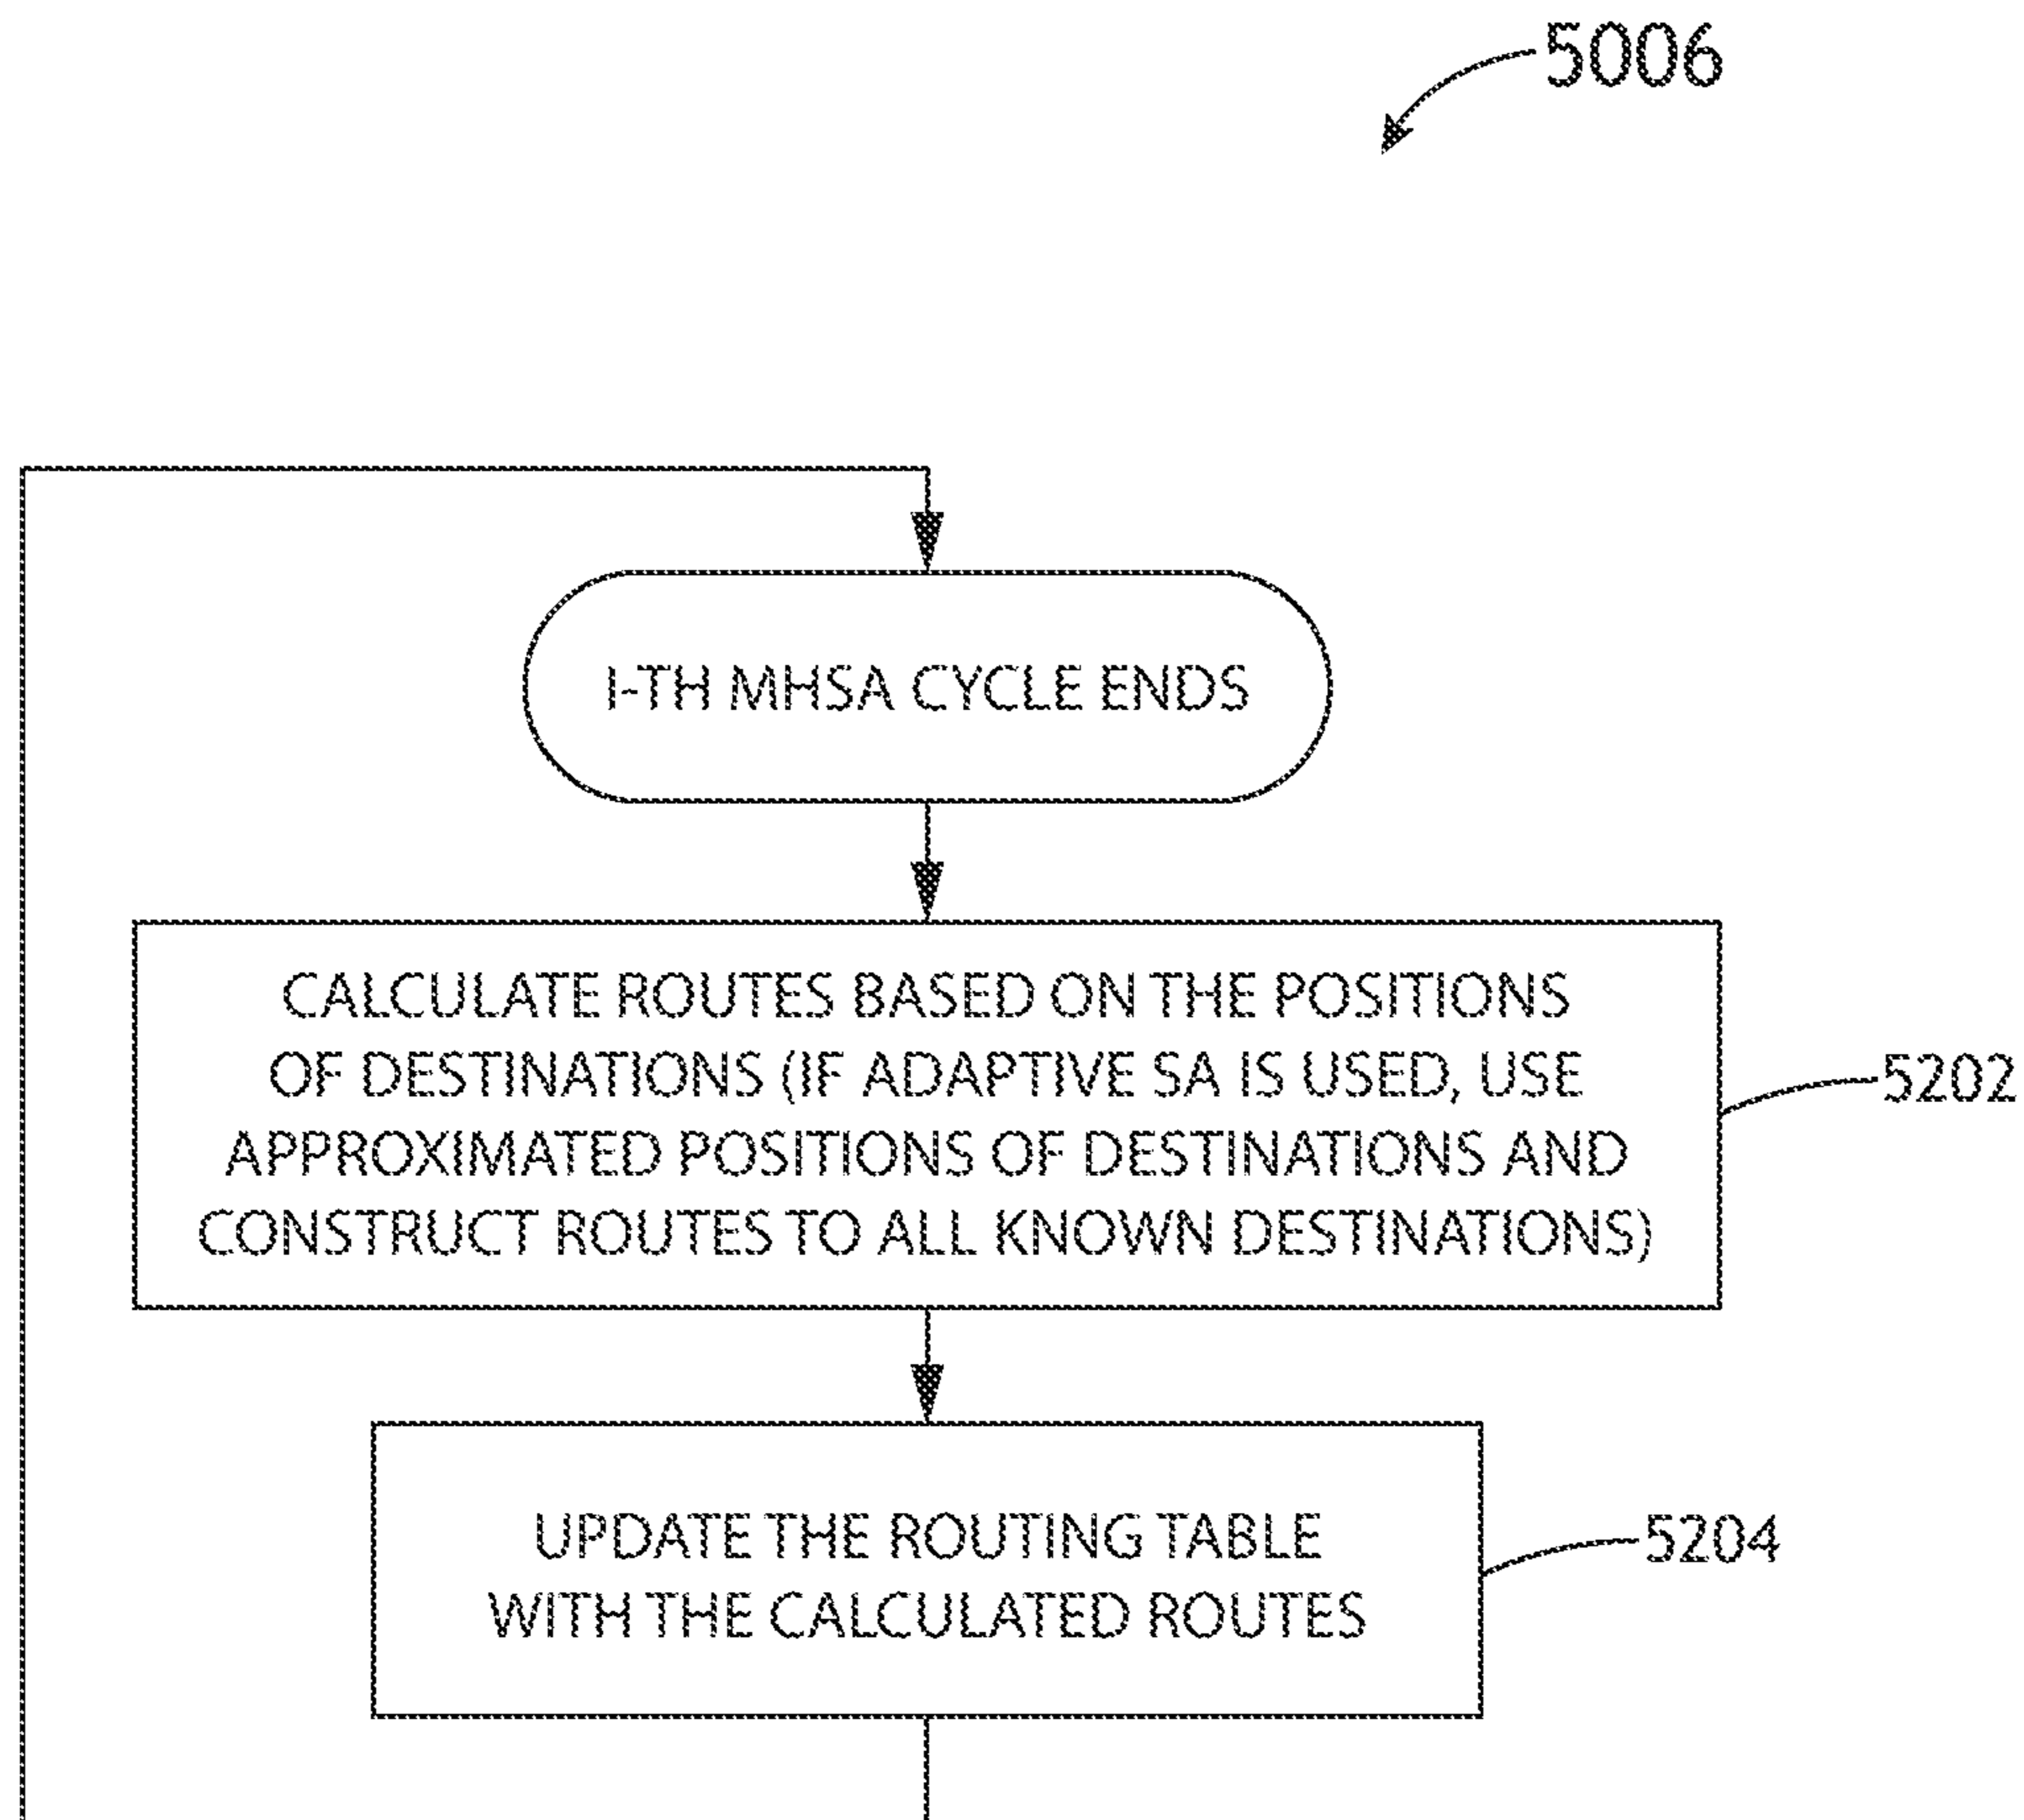 5006
I-TH MHSA CYCLE ENDS
CALCULATE ROUTES BASED ON THE POSITIONS
OF DESTINATIONS (IF ADAPTIVE SA IS USED, USE
APPROXIMATED POSITIONS OF DESTINATIONS AND
CONSTRUCT ROUTES TO ALL KNOWN DESTINATIONS)
5202
UPDATE THE ROUTING TABLE
WITH THE CALCULATED ROUTES
5204